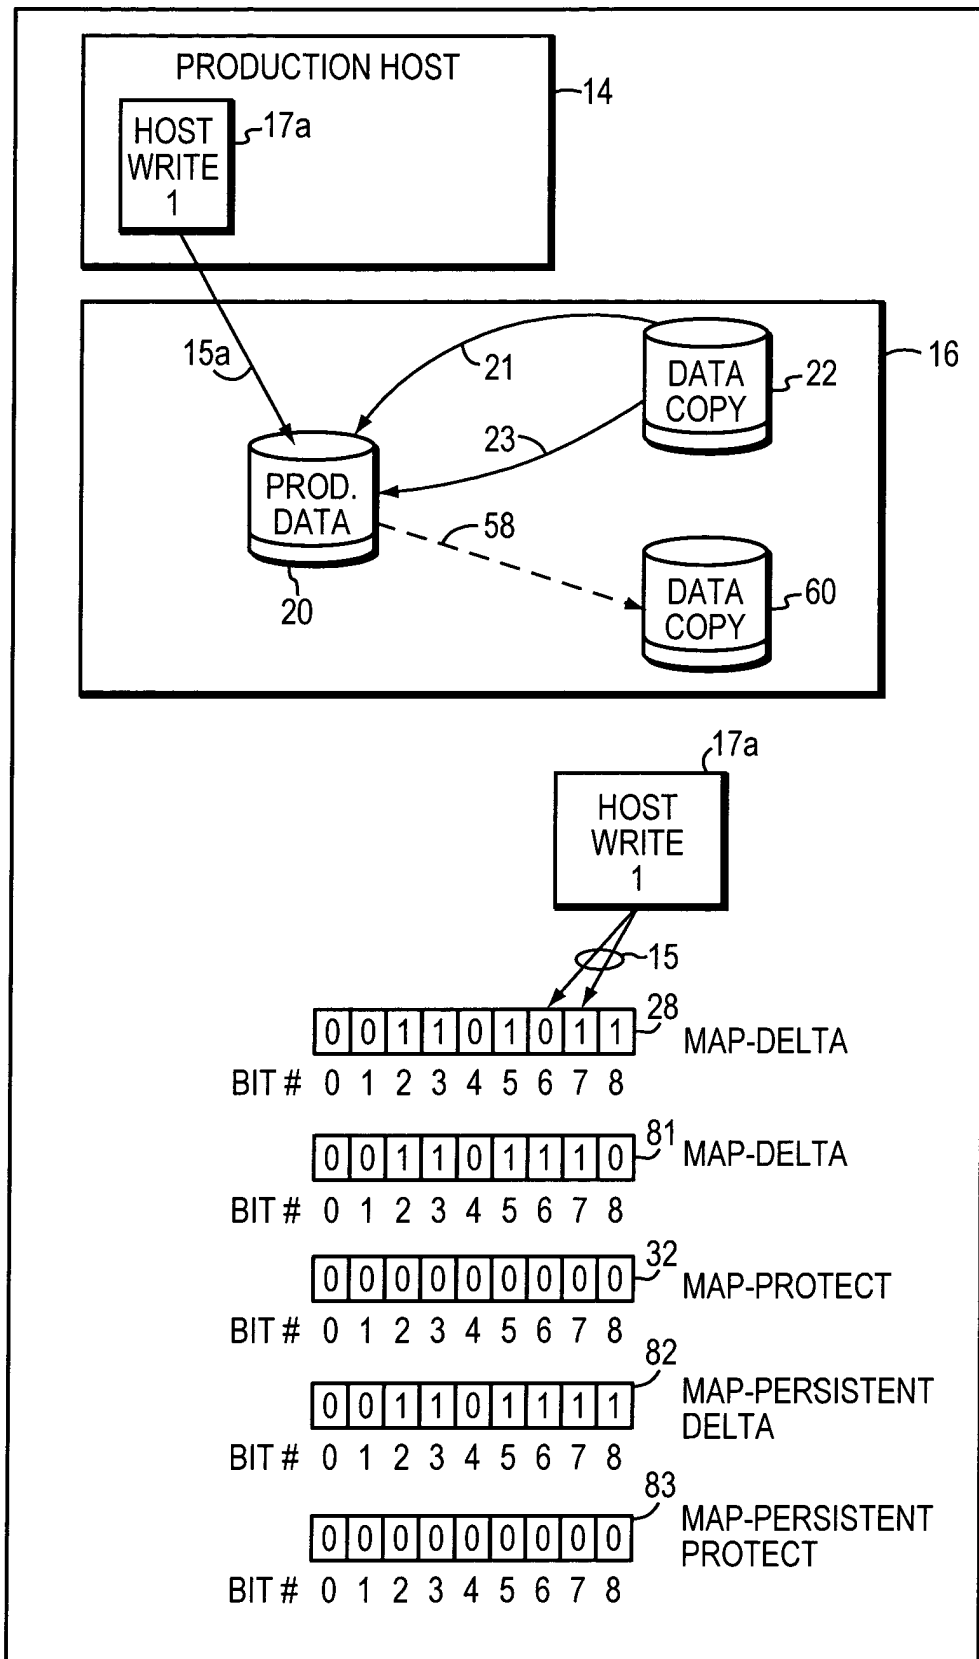 PRODUCTION HOST
14
HOST
WRITE
1
17a
15a
21
DATA
COPY
22
16
23
PROD.
DATA
20
58
DATA
COPY
60
17a
HOST
WRITE
1
15
0 0 1 1 0 1 0 1 1
28
MAP-DELTA
BIT # 0 1 2 3 4 5 6 7 8
0 0 1 1 0 1 1 1 0
81
MAP-DELTA
BIT # 0 1 2 3 4 5 6 7 8
0 0 0 0 0 0 0 0 0
32
MAP-PROTECT
BIT # 0 1 2 3 4 5 6 7 8
0 0 1 1 0 1 1 1 1
82
MAP-PERSISTENT
DELTA
BIT # 0 1 2 3 4 5 6 7 8
0 0 0 0 0 0 0 0 0
83
MAP-PERSISTENT
PROTECT
BIT # 0 1 2 3 4 5 6 7 8